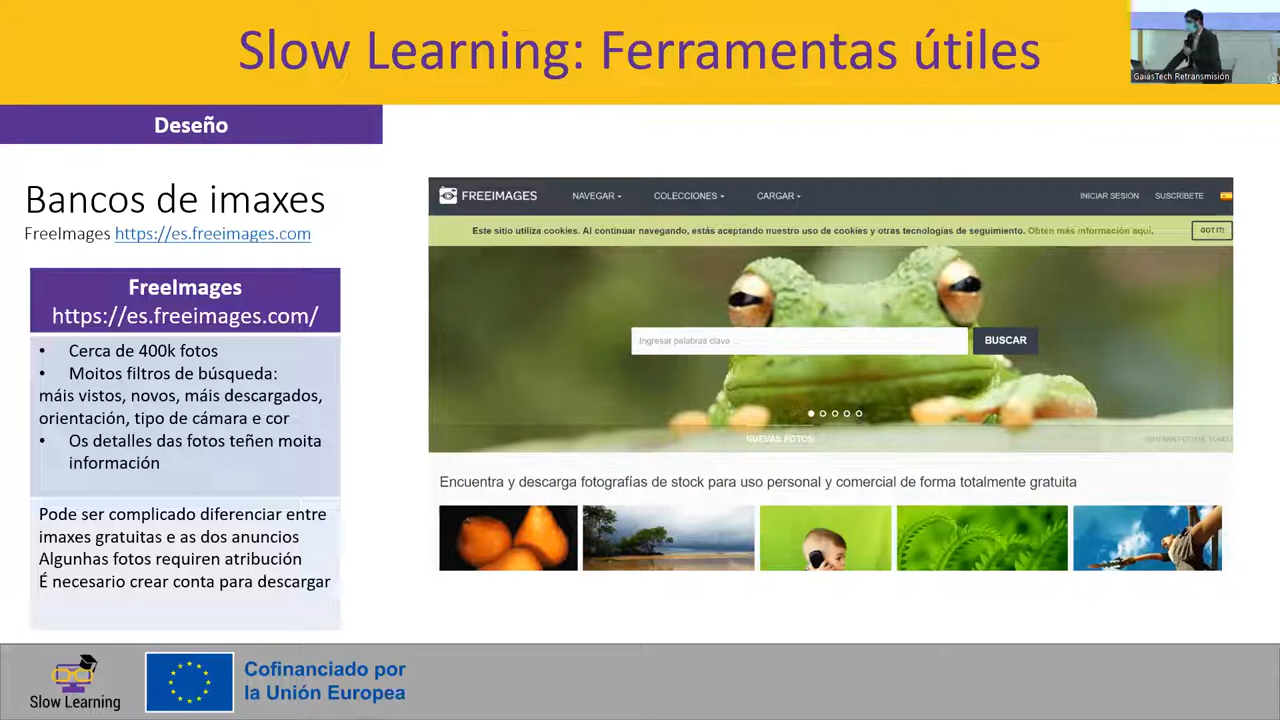 Slow Learning: Ferramentas útiles
GaiásTech Retransmisión
Deseño
Bancos de imaxes
FreeImages https://es.freeimages.com
FreeImages
https://es.freeimages.com/
• Cerca de 400k fotos
• Moitos filtros de búsqueda:
máis vistos, novos, máis descargados,
orientación, tipo de cámara e cor
• Os detalles das fotos teñen moita
información
Pode ser complicado diferenciar entre
imaxes gratuitas e as dos anuncios
Algunhas fotos requiren atribución
É necesario crear conta para descargar
FREEIMAGES NAVEGAR COLECCIONES CARGAR INICIAR SESIÓN SUSCRÍBETE
Este sitio utiliza cookies. Al continuar navegando, estás aceptando nuestro uso de cookies y otras tecnologías de seguimiento. Obtén más información aquí. GOT IT!
Ingresar palabras clave ... BUSCAR
NUEVAS FOTOS
Encuentra y descarga fotografías de stock para uso personal y comercial de forma totalmente gratuita
Slow Learning
Cofinanciado por
la Unión Europea